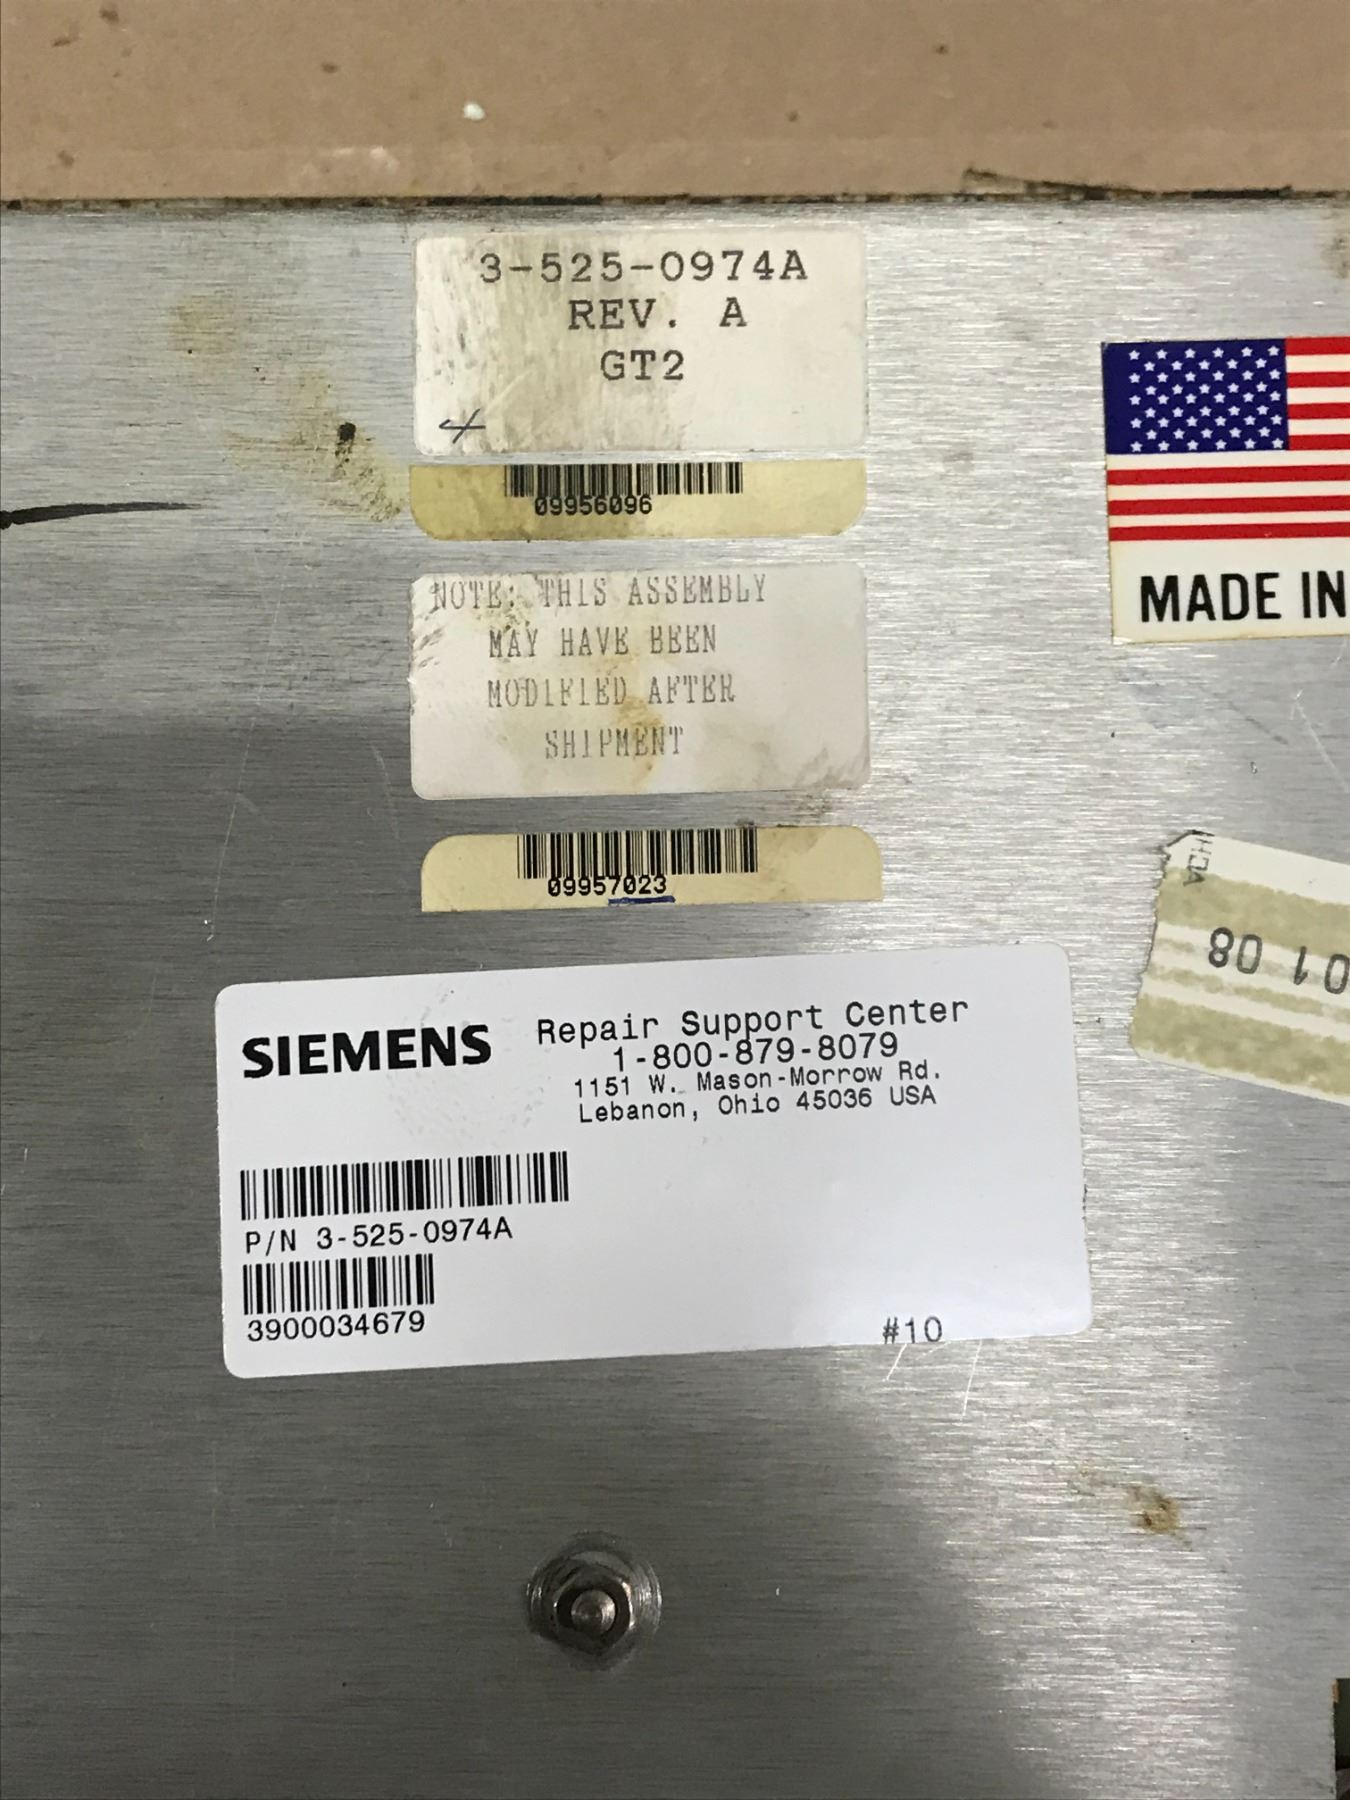 3-525-0974A
REV. A
GT2
09956096
NOTE: THIS ASSEMBLY
MAY HAVE BEEN
MODIFIED AFTER
SHIPMENT
09957023
MADE IN
01 08
SIEMENS
Repair Support Center
1-800-879-8079
1151 W. Mason-Morrow Rd.
Lebanon, Ohio 45036 USA
P/N 3-525-0974A
3900034679
#10